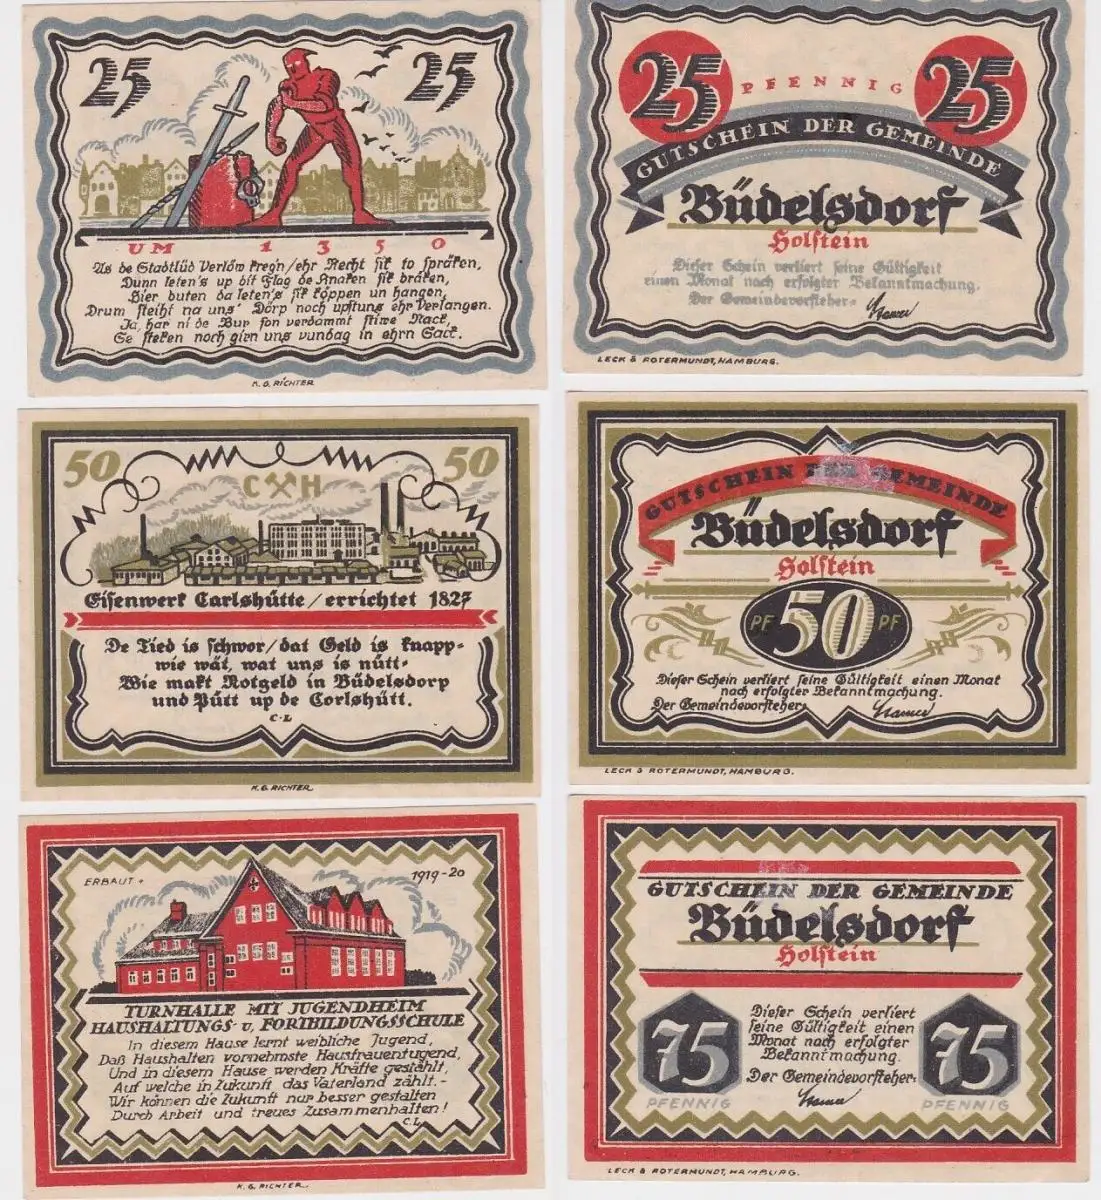 25
25
UM 1350
As de Stadtlüd Verlöw kregn/ehr Recht sik to spräken,
Dunn leten's up dit Flag de Knaken sik bräken,
Hier buten da leten's sik köppen un hangen,
Drum steiht na uns' Dörp noch upstuns ehr Verlangen.
Ja, har ni de Bur son verdammt stiwe Nack,
Se steken noch girn uns vundag in ehrn Sack.
K. G. RICHTER
25
PFENNIG
25
GUTSCHEIN DER GEMEINDE
Büdelsdorf
Holstein
Dieser Schein verliert seine Gültigkeit
einen Monat nach erfolgter Bekanntmachung.
Der Gemeindevorsteher:
LECK & ROTERMUNDT, HAMBURG.
50
50
C H
Eisenwerk Carlshütte/errichtet 1827
De Tied is schwor/dat Geld is knapp-
wie wät, wat uns is nütt-
Wie makt Notgeld in Büdelsdorp
und Pütt up de Corlshütt.
C.L
K. G. RICHTER
GUTSCHEIN DER GEMEINDE
Büdelsdorf
Holstein
PF 50 PF
Dieser Schein verliert seine Gültigkeit einen Monat
nach erfolgter Bekanntmachung.
Der Gemeindevorsteher:
LECK & ROTERMUNDT, HAMBURG.
ERBAUT
1919-20
TURNHALLE MIT JUGENDHEIM
HAUSHALTUNGS- U. FORTBILDUNGSSCHULE
In diesem Hause lernt weibliche Jugend,
Daß Haushalten vornehmste Hausfrauentugend,
Und in diesem Hause werden Kräfte gestählt,
Auf welche in Zukunft das Vaterland zählt.-
Wir können die Zukunft nur besser gestalten
Durch Arbeit und treues Zusammenhalten!
C.L.
K. G. RICHTER.
GUTSCHEIN DER GEMEINDE
Büdelsdorf
Holstein
75
PFENNIG
Dieser Schein verliert
seine Gültigkeit einen
Monat nach erfolgter
Bekanntmachung.
Der Gemeindevorsteher:
75
PFENNIG
LECK & ROTERMUNDT, HAMBURG.